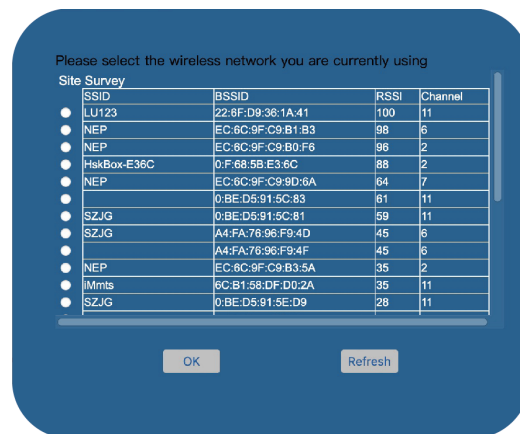 Please select the wireless network you are currently using
Site Survey
SSID BSSID RSSI Channel
LU123 22:6F:D9:36:1A:41 100 11
NEP EC:6C:9F:C9:B1:B3 98 6
NEP EC:6C:9F:C9:B0:F6 96 2
HskBox-E36C 0:F:68:5B:E3:6C 88 2
NEP EC:6C:9F:C9:9D:6A 64 7
0:BE:D5:91:5C:83 61 11
SZJG 0:BE:D5:91:5C:81 59 11
SZJG A4:FA:76:96:F9:4D 45 6
A4:FA:76:96:F9:4F 45 6
NEP EC:6C:9F:C9:B3:5A 35 2
iMmts 6C:B1:58:DF:D0:2A 35 11
SZJG 0:BE:D5:91:5E:D9 28 11
OK Refresh